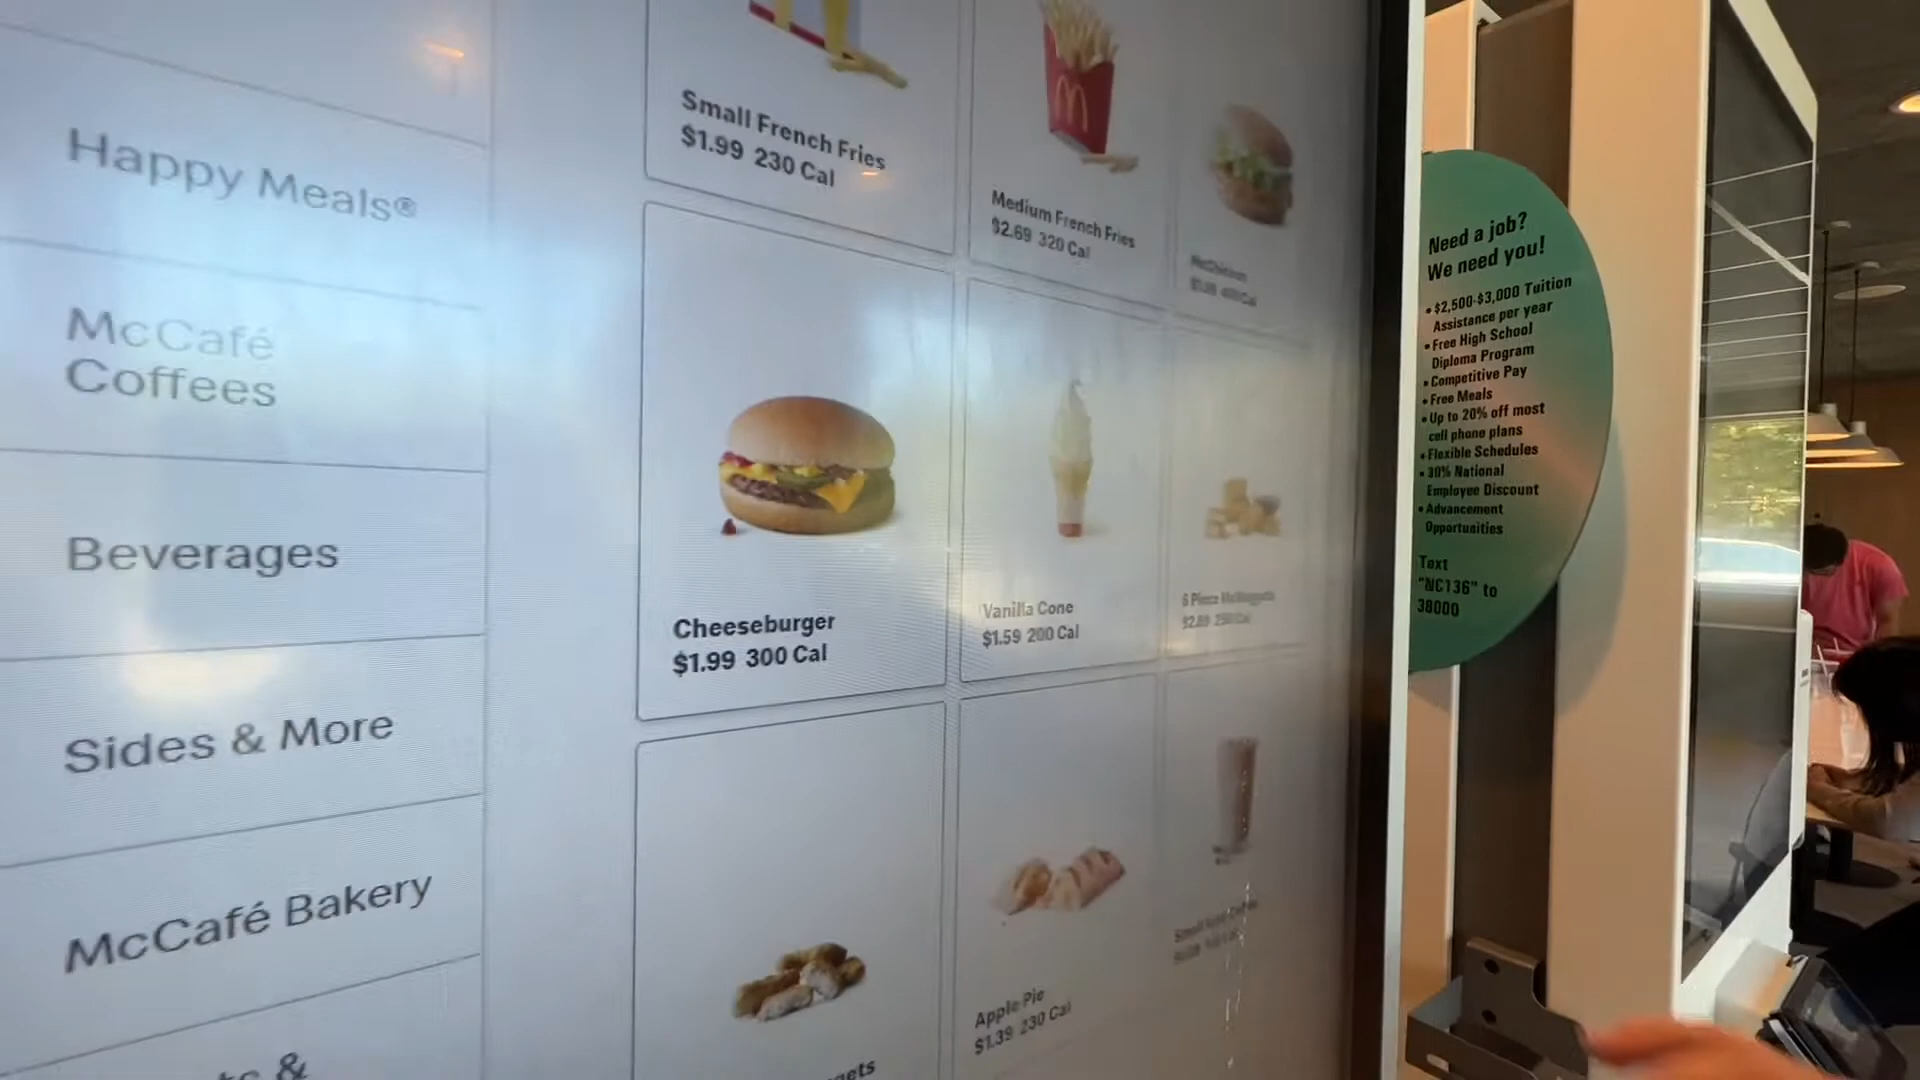 Happy Meals®
McCafé
Coffees
Beverages
Sides & More
McCafé Bakery
&
Small French Fries
$1.99 230 Cal
Medium French Fries
$2.69 320 Cal
McChicken
Cheeseburger
$1.99 300 Cal
Vanilla Cone
$1.59 200 Cal
6 Piece McNuggets
Apple Pie
$1.39 230 Cal
Need a job?
We need you!
• $2,500-$3,000 Tuition
Assistance per year
• Free High School
Diploma Program
• Competitive Pay
• Free Meals
• Up to 20% off most
cell phone plans
• Flexible Schedules
• 30% National
Employee Discount
• Advancement
Opportunities
Text
"NC136" to
38000